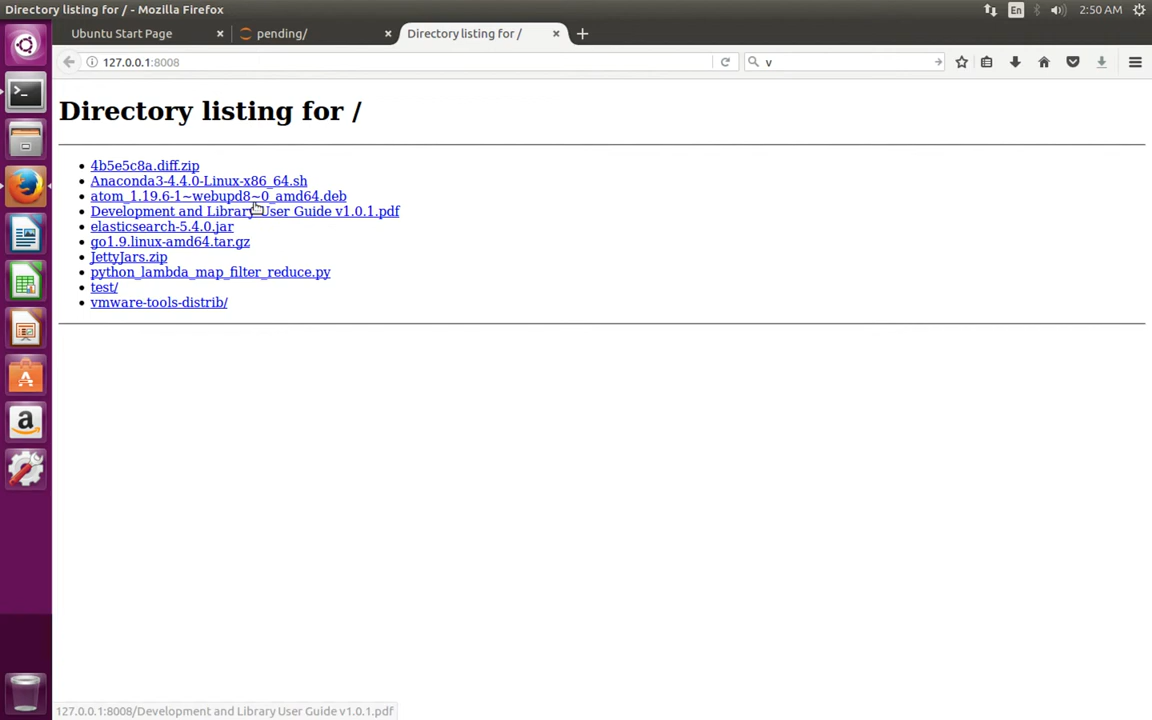 Directory listing for / - Mozilla Firefox
En
2:50 AM
Ubuntu Start Page
pending/
Directory listing for /
127.0.0.1:8008
v
Directory listing for /
4b5e5c8a.diff.zip
Anaconda3-4.4.0-Linux-x86_64.sh
atom_1.19.6-1~webupd8~0_amd64.deb
Development and Library User Guide v1.0.1.pdf
elasticsearch-5.4.0.jar
go1.9.linux-amd64.tar.gz
JettyJars.zip
python_lambda_map_filter_reduce.py
test/
vmware-tools-distrib/
127.0.0.1:8008/Development and Library User Guide v1.0.1.pdf